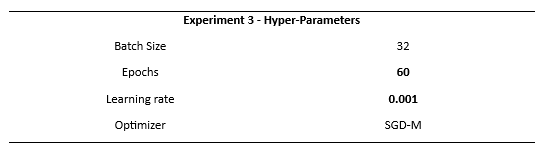 Experiment 3 - Hyper-Parameters
Batch Size 32
Epochs 60
Learning rate 0.001
Optimizer SGD-M